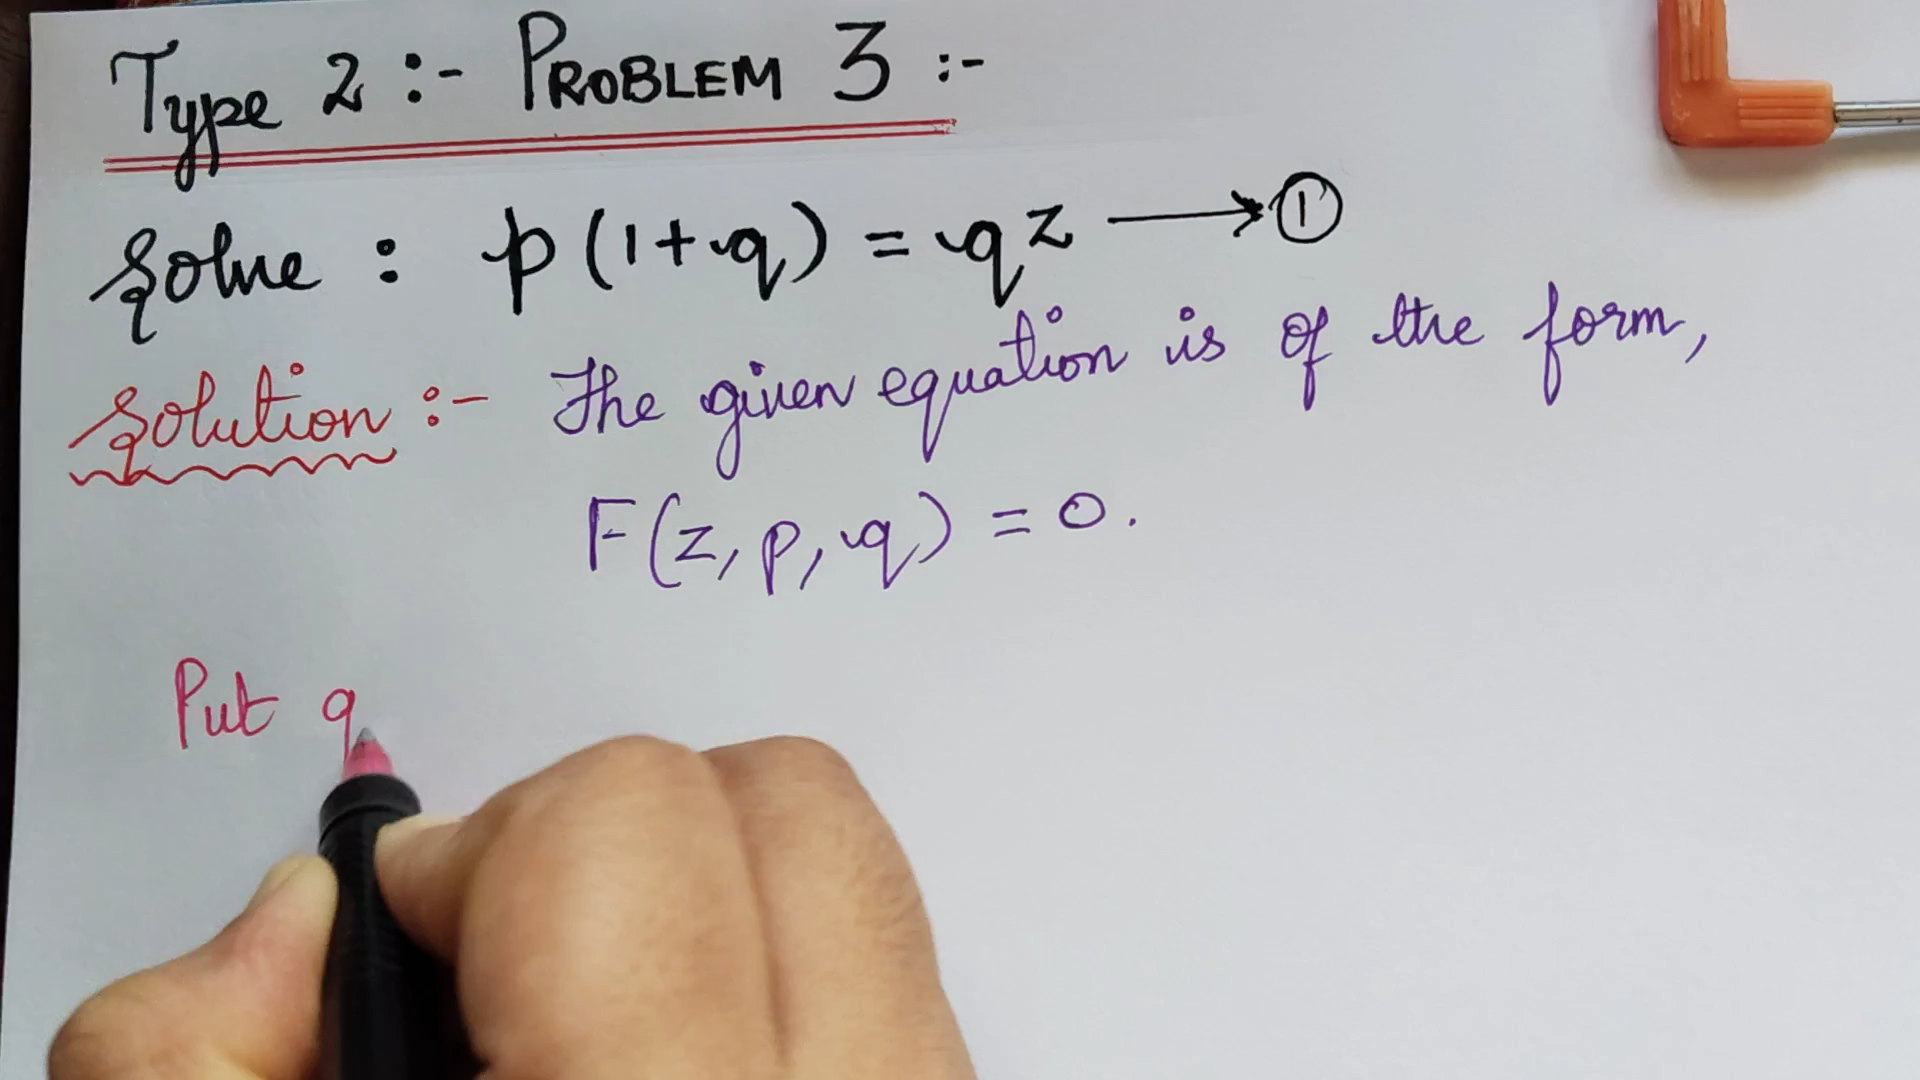 Type 2 :- PROBLEM 3 :-
Solve : p(1+q) = qz ⟶ ①
Solution :- The given equation is of the form,
F(z, p, q) = 0.
Put q